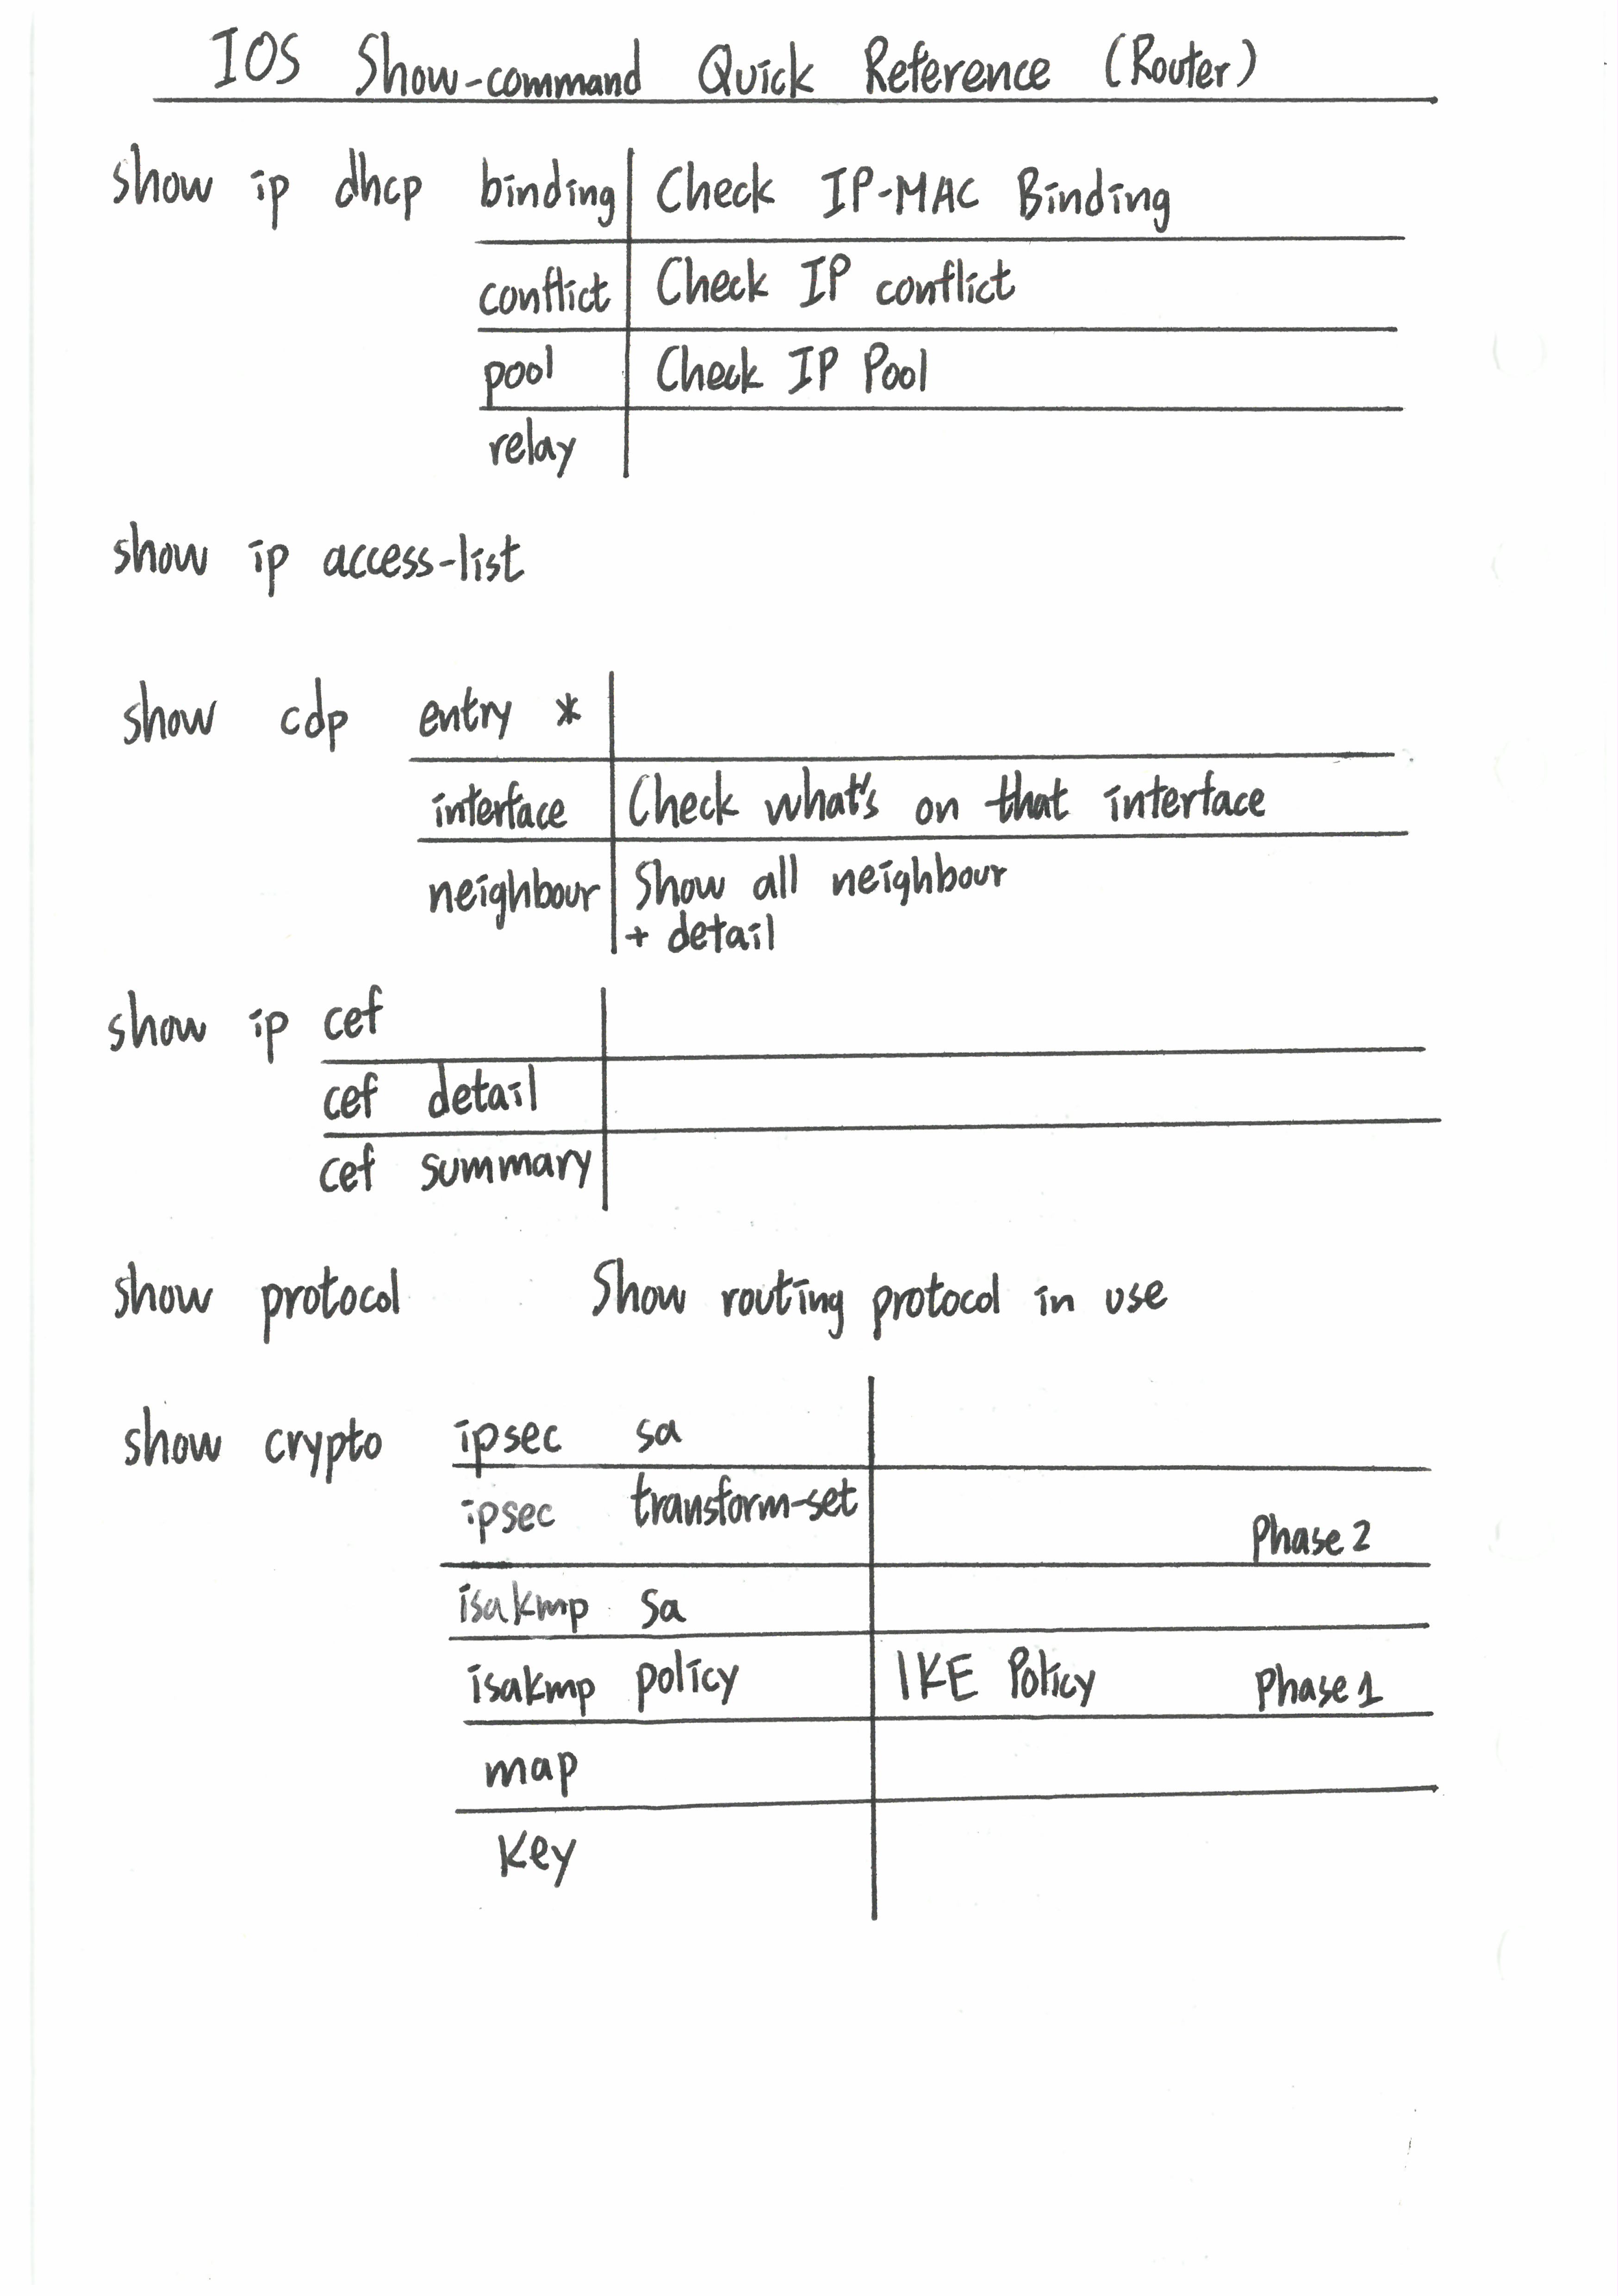 IOS Show-command Quick Reference (Router)
show ip dhcp binding Check IP-MAC Binding
conflict Check IP conflict
pool Check IP Pool
relay
show ip access-list
show cdp entry *
interface Check what's on that interface
neighbour Show all neighbour
+ detail
show ip cef
cef detail
cef summary
show protocol Show routing protocol in use
show crypto ipsec sa
ipsec transform-set Phase 2
isakmp sa
isakmp policy IKE Policy Phase 1
map
Key